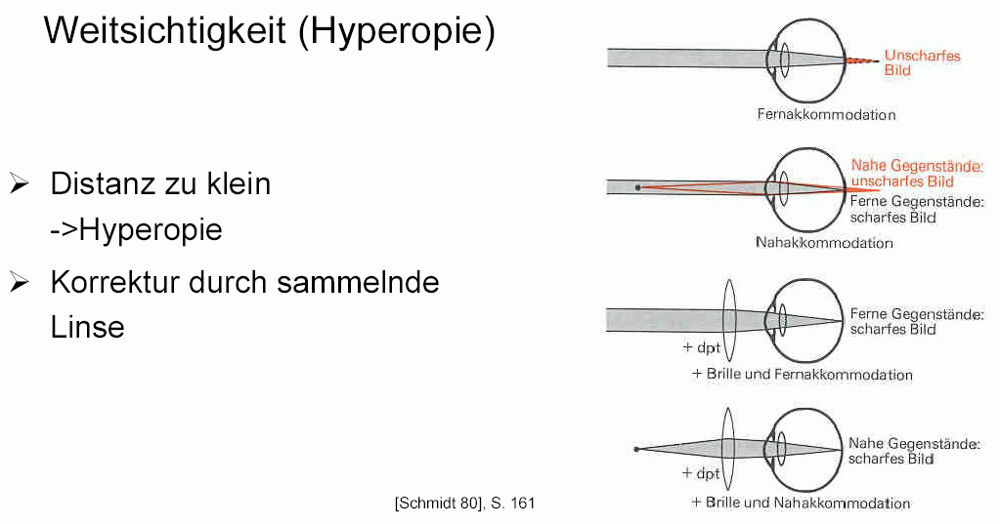 Weitsichtigkeit (Hyperopie)
Distanz zu klein
->Hyperopie
Korrektur durch sammelnde
Linse
[Schmidt 80], S. 161
Unscharfes
Bild
Fernakkommodation
Nahe Gegenstände:
unscharfes Bild
Ferne Gegenstände:
scharfes Bild
Nahakkommodation
Ferne Gegenstände:
scharfes Bild
+ dpt
+ Brille und Fernakkommodation
Nahe Gegenstände:
scharfes Bild
+ dpt
+ Brille und Nahakkommodation